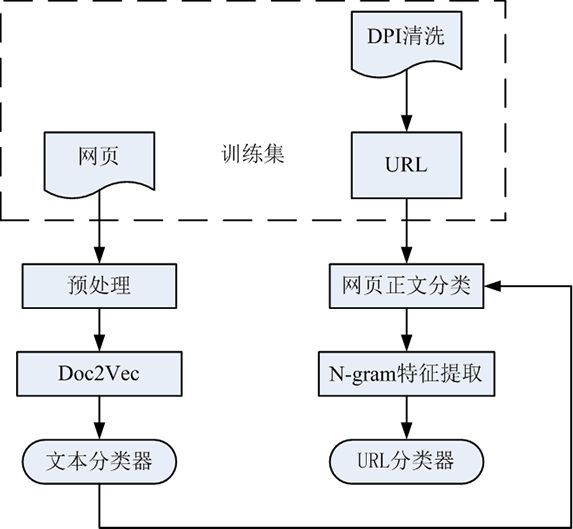 DPI清洗
网页
训练集
URL
预处理
网页正文分类
Doc2Vec
N-gram特征提取
文本分类器
URL分类器